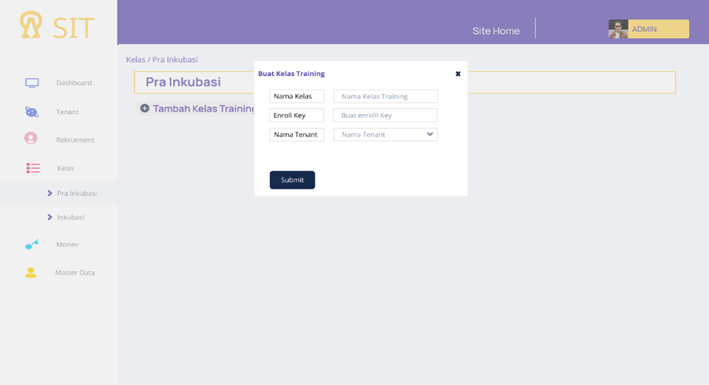 SIT
Site Home
ADMIN
Kelas / Pra Inkubasi
Pra Inkubasi
Tambah Kelas Training
Dashboard
Tenant
Rekrutment
Kelas
Pra Inkubasi
Inkubasi
Monev
Master Data
Buat Kelas Training
Nama Kelas
Nama Kelas Training
Enroll Key
Buat enroll Key
Nama Tenant
Nama Tenant
Submit